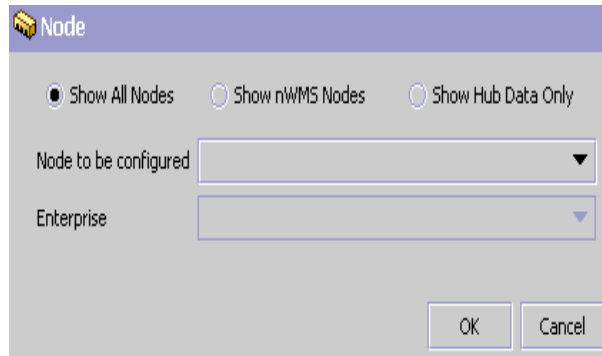 Node
Show All Nodes Show nWMS Nodes Show Hub Data Only
Node to be configured
Enterprise
OK Cancel